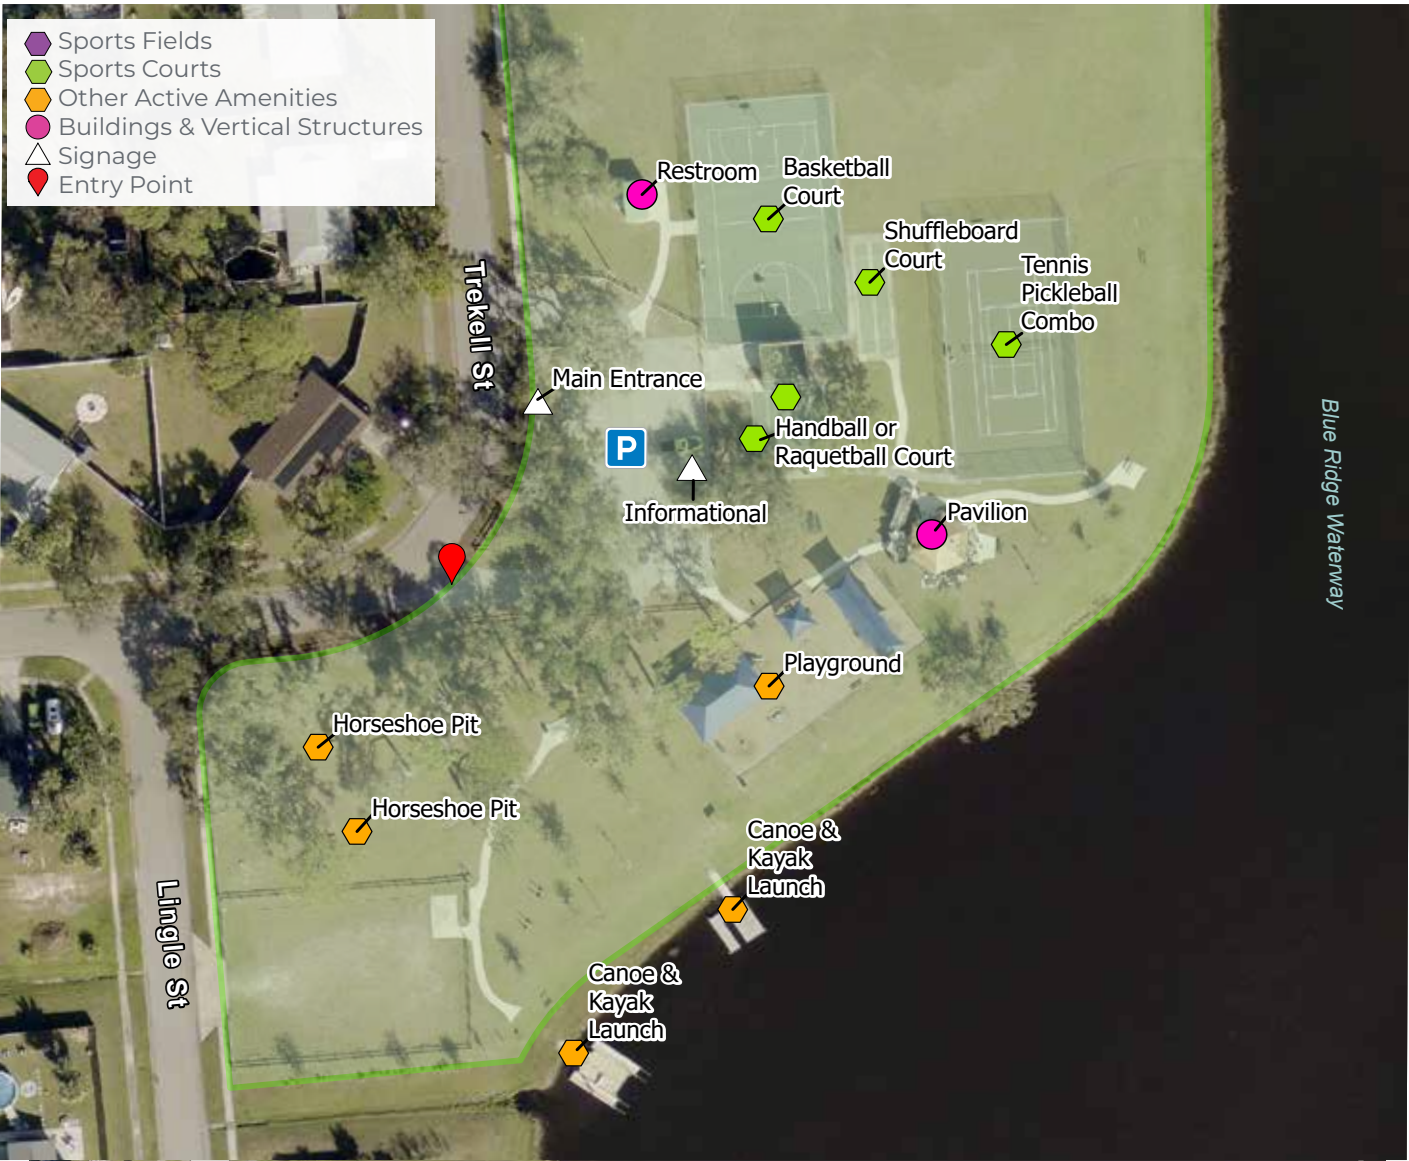 Sports Fields
Sports Courts
Other Active Amenities
Buildings & Vertical Structures
Signage
Entry Point
Restroom
Basketball
Court
Shuffleboard
Court
Tennis
Pickleball
Combo
Trekell St
Main Entrance
P
Handball or
Raquetball Court
Informational
Pavilion
Blue Ridge Waterway
Playground
Horseshoe Pit
Horseshoe Pit
Canoe &
Kayak
Launch
Lingle St
Canoe &
Kayak
Launch